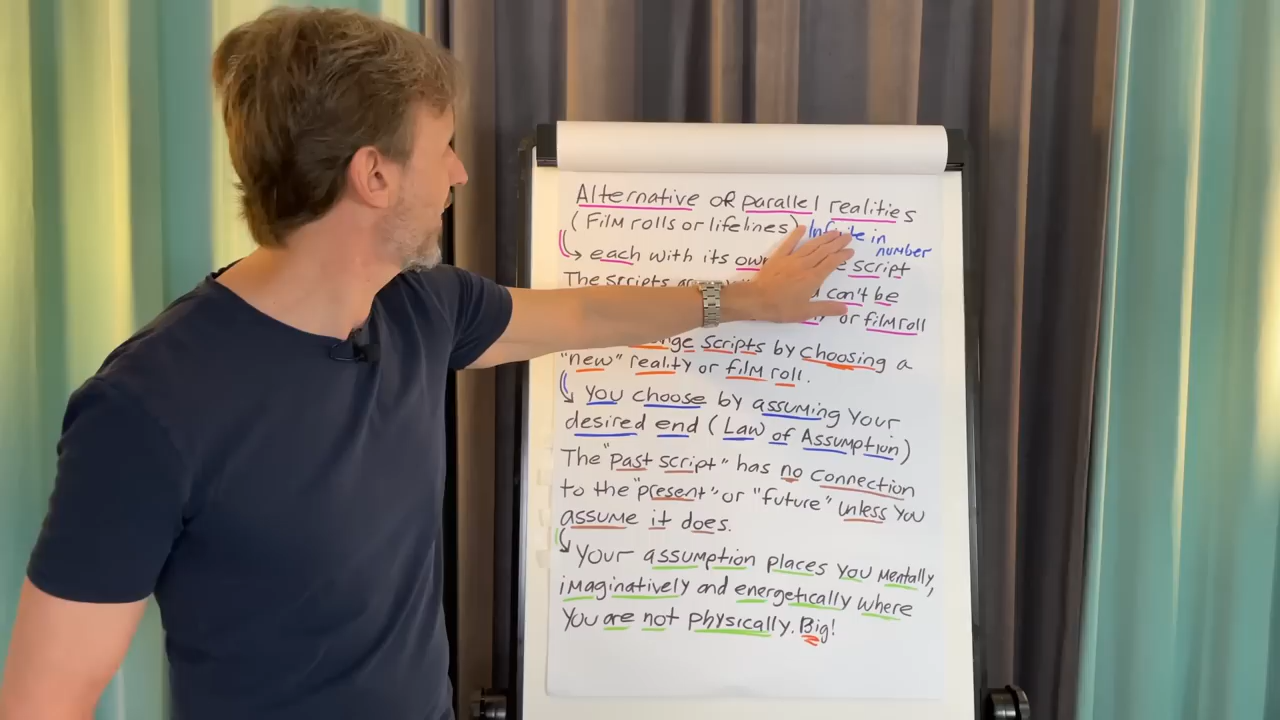 Alternative or parallel realities
(Film rolls or lifelines) Infinite in
number
↳ each with its own script
The scripts can't be
or film roll
scripts by choosing a
"new" reality or film roll.
↳ You choose by assuming your
desired end (Law of Assumption)
The "past script" has no connection
to the "present" or "future" unless you
assume it does.
↳ Your assumption places you mentally,
imaginatively and energetically where
you are not physically. Big!